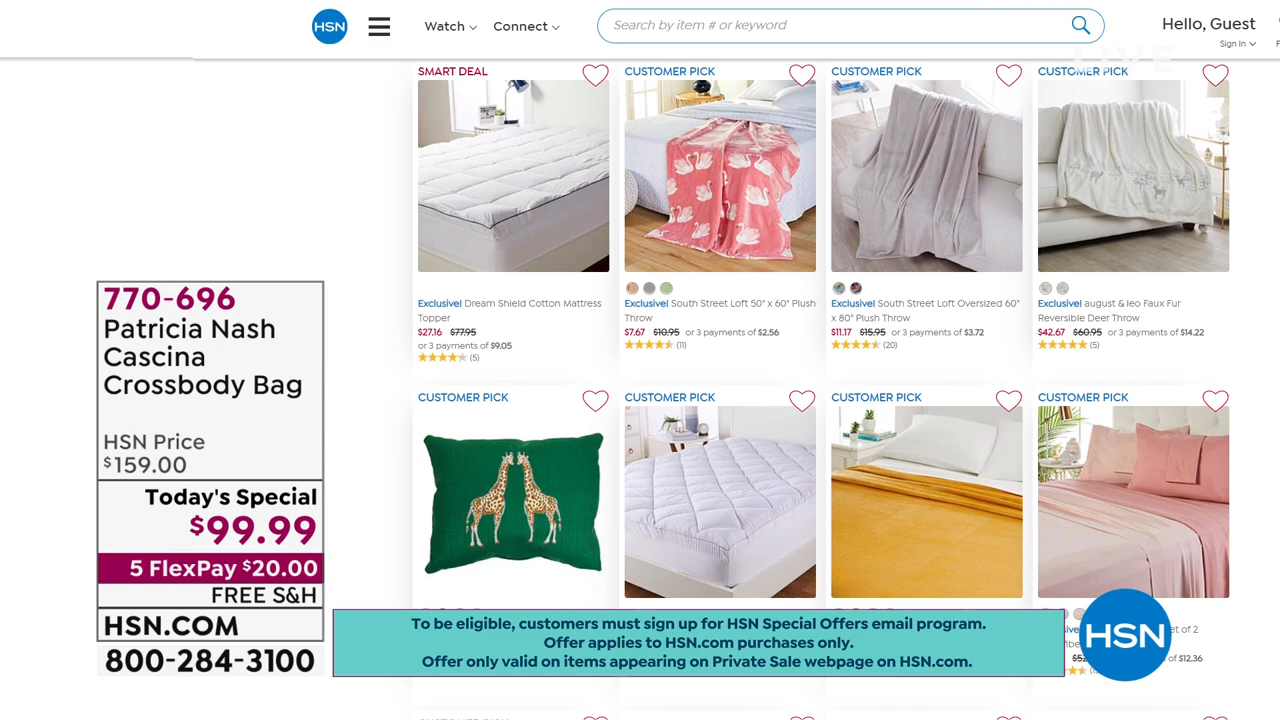 HSN
Watch
Connect
Search by item # or keyword
Hello, Guest
Sign In
LIVE
SMART DEAL
CUSTOMER PICK
CUSTOMER PICK
CUSTOMER PICK
Exclusive! Dream Shield Cotton Mattress
Topper
$27.16 $77.95
or 3 payments of $9.05
(5)
Exclusive! South Street Loft 50" x 60" Plush
Throw
$7.67 $10.95 or 3 payments of $2.56
(11)
Exclusive! South Street Loft Oversized 60"
x 80" Plush Throw
$11.17 $15.95 or 3 payments of $3.72
(20)
Exclusive! august & leo Faux Fur
Reversible Deer Throw
$42.67 $60.95 or 3 payments of $14.22
(5)
CUSTOMER PICK
CUSTOMER PICK
CUSTOMER PICK
CUSTOMER PICK
770-696
Patricia Nash
Cascina
Crossbody Bag
HSN Price
$159.00
Today's Special
$99.99
5 FlexPay $20.00
FREE S&H
HSN.COM
800-284-3100
To be eligible, customers must sign up for HSN Special Offers email program.
Offer applies to HSN.com purchases only.
Offer only valid on items appearing on Private Sale webpage on HSN.com.
HSN
of 2
of $12.36